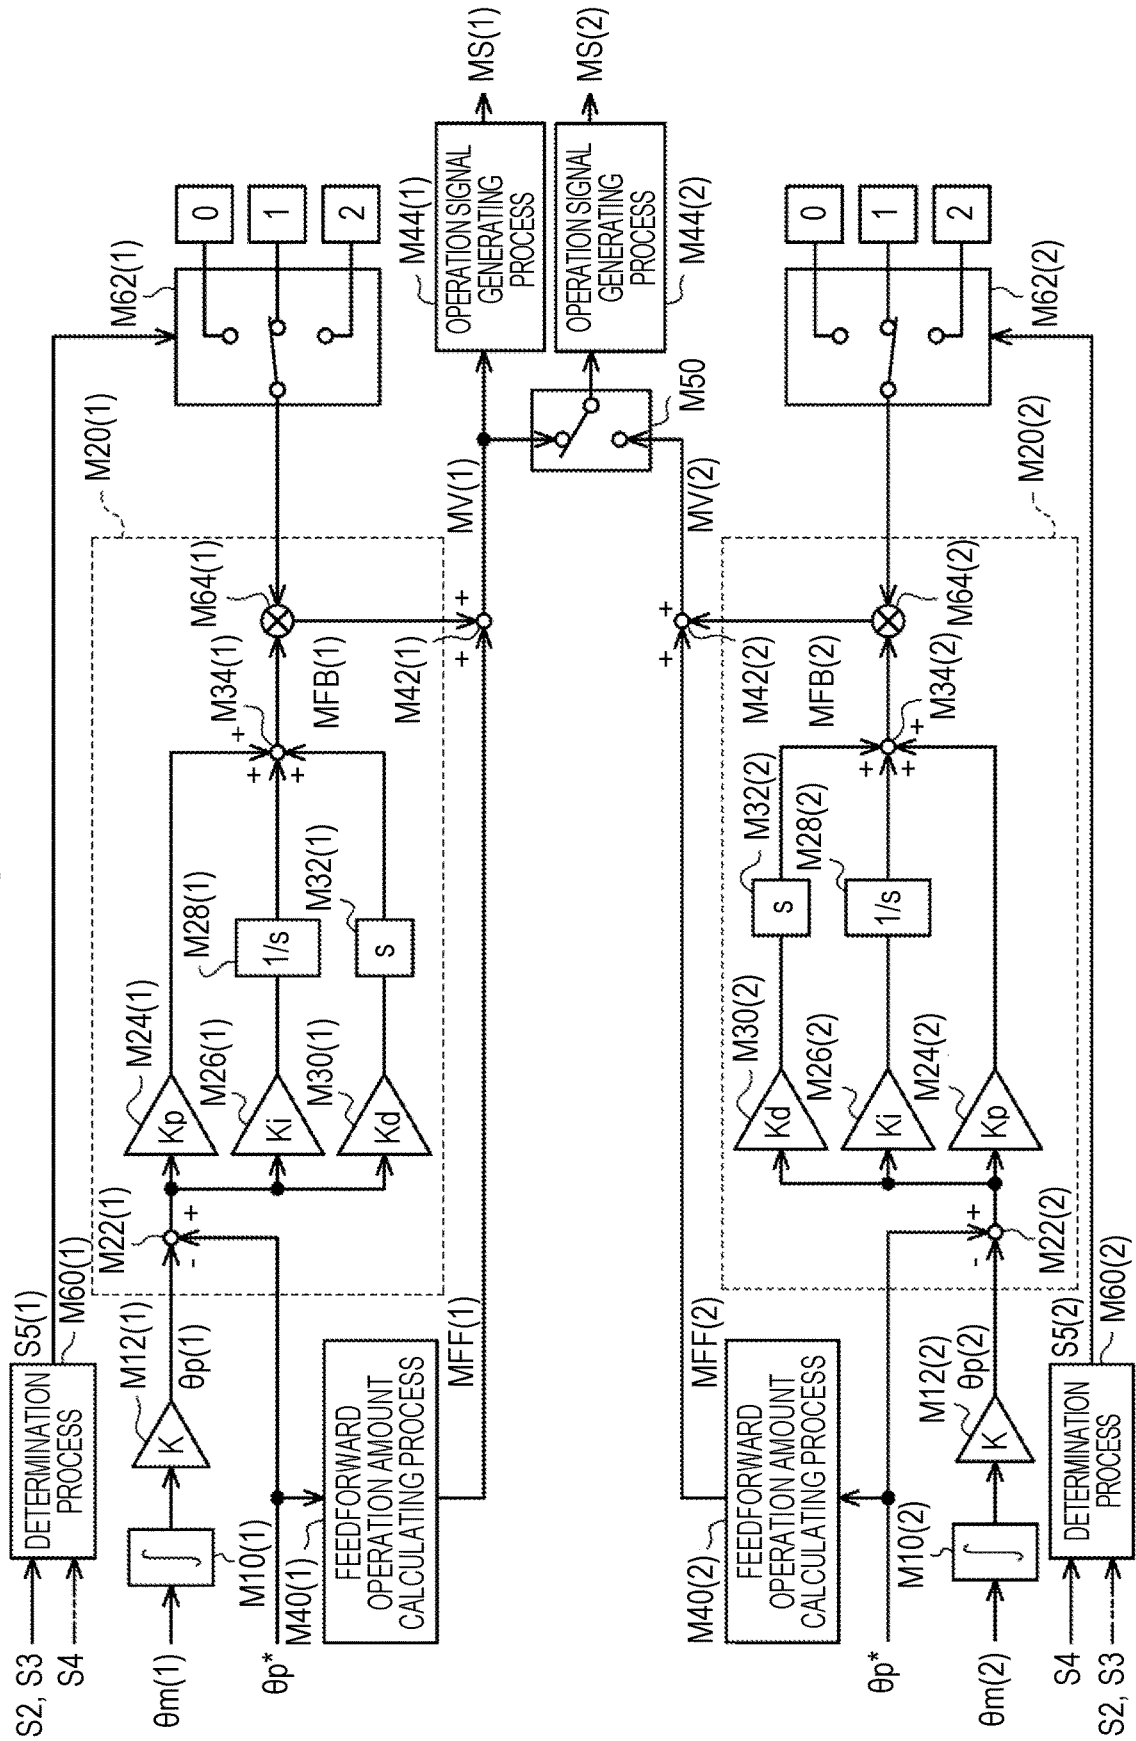 S2, S3
S4
DETERMINATION
PROCESS
S5(1)
M60(1)
M62(1)
0
1
2
M20(1)
θm(1)
M10(1)
K
M12(1)
θp(1)
M22(1)
+
-
Kp
M24(1)
Ki
M26(1)
1/s
M28(1)
Kd
M30(1)
s
M32(1)
+
+
+
M34(1)
MFB(1)
M64(1)
θp*
M40(1)
FEEDFORWARD
OPERATION AMOUNT
CALCULATING PROCESS
MFF(1)
M42(1)
+
+
MV(1)
M44(1)
OPERATION SIGNAL
GENERATING
PROCESS
MS(1)
M50
OPERATION SIGNAL
GENERATING
PROCESS
M44(2)
MS(2)
M40(2)
FEEDFORWARD
OPERATION AMOUNT
CALCULATING PROCESS
MFF(2)
M42(2)
+
+
MV(2)
θp*
M10(2)
θm(2)
K
M12(2)
θp(2)
M22(2)
+
-
Kd
M30(2)
s
M32(2)
Ki
M26(2)
1/s
M28(2)
Kp
M24(2)
+
+
+
M34(2)
MFB(2)
M64(2)
M20(2)
0
1
2
M62(2)
S4
S2, S3
DETERMINATION
PROCESS
S5(2)
M60(2)